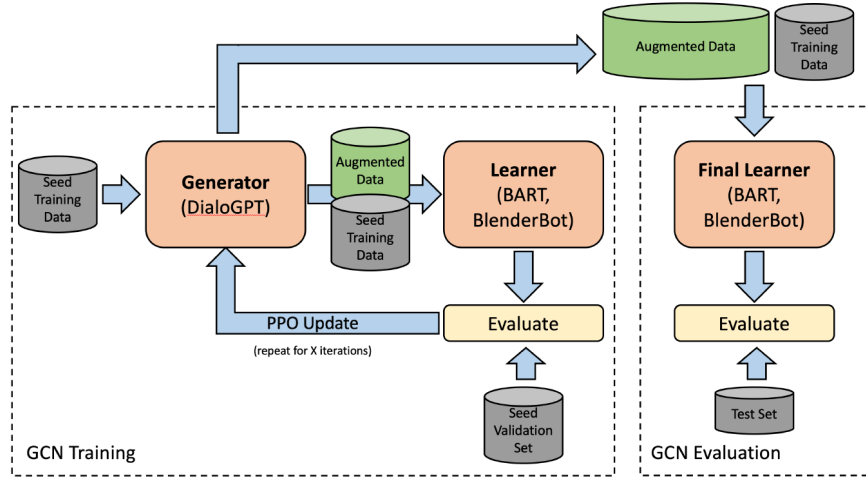 Augmented Data
Seed
Training
Data
Seed
Training
Data
Generator
(DialoGPT)
Augmented
Data
Seed
Training
Data
Learner
(BART,
BlenderBot)
Final Learner
(BART,
BlenderBot)
PPO Update
(repeat for X iterations)
Evaluate
Evaluate
Seed
Validation
Set
Test Set
GCN Training
GCN Evaluation